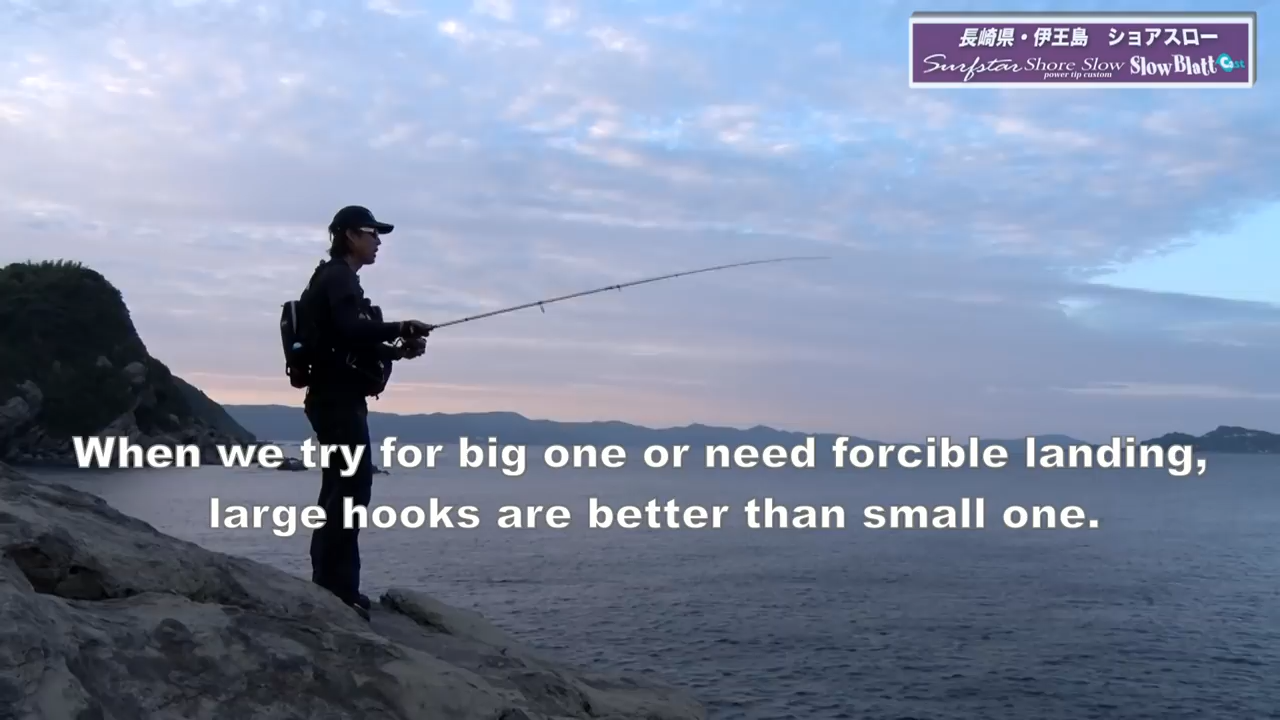 長崎県・伊王島 ショアスロー
Surfstar Shore Slow SlowBlatt Cast
power tip custom
When we try for big one or need forcible landing,
large hooks are better than small one.